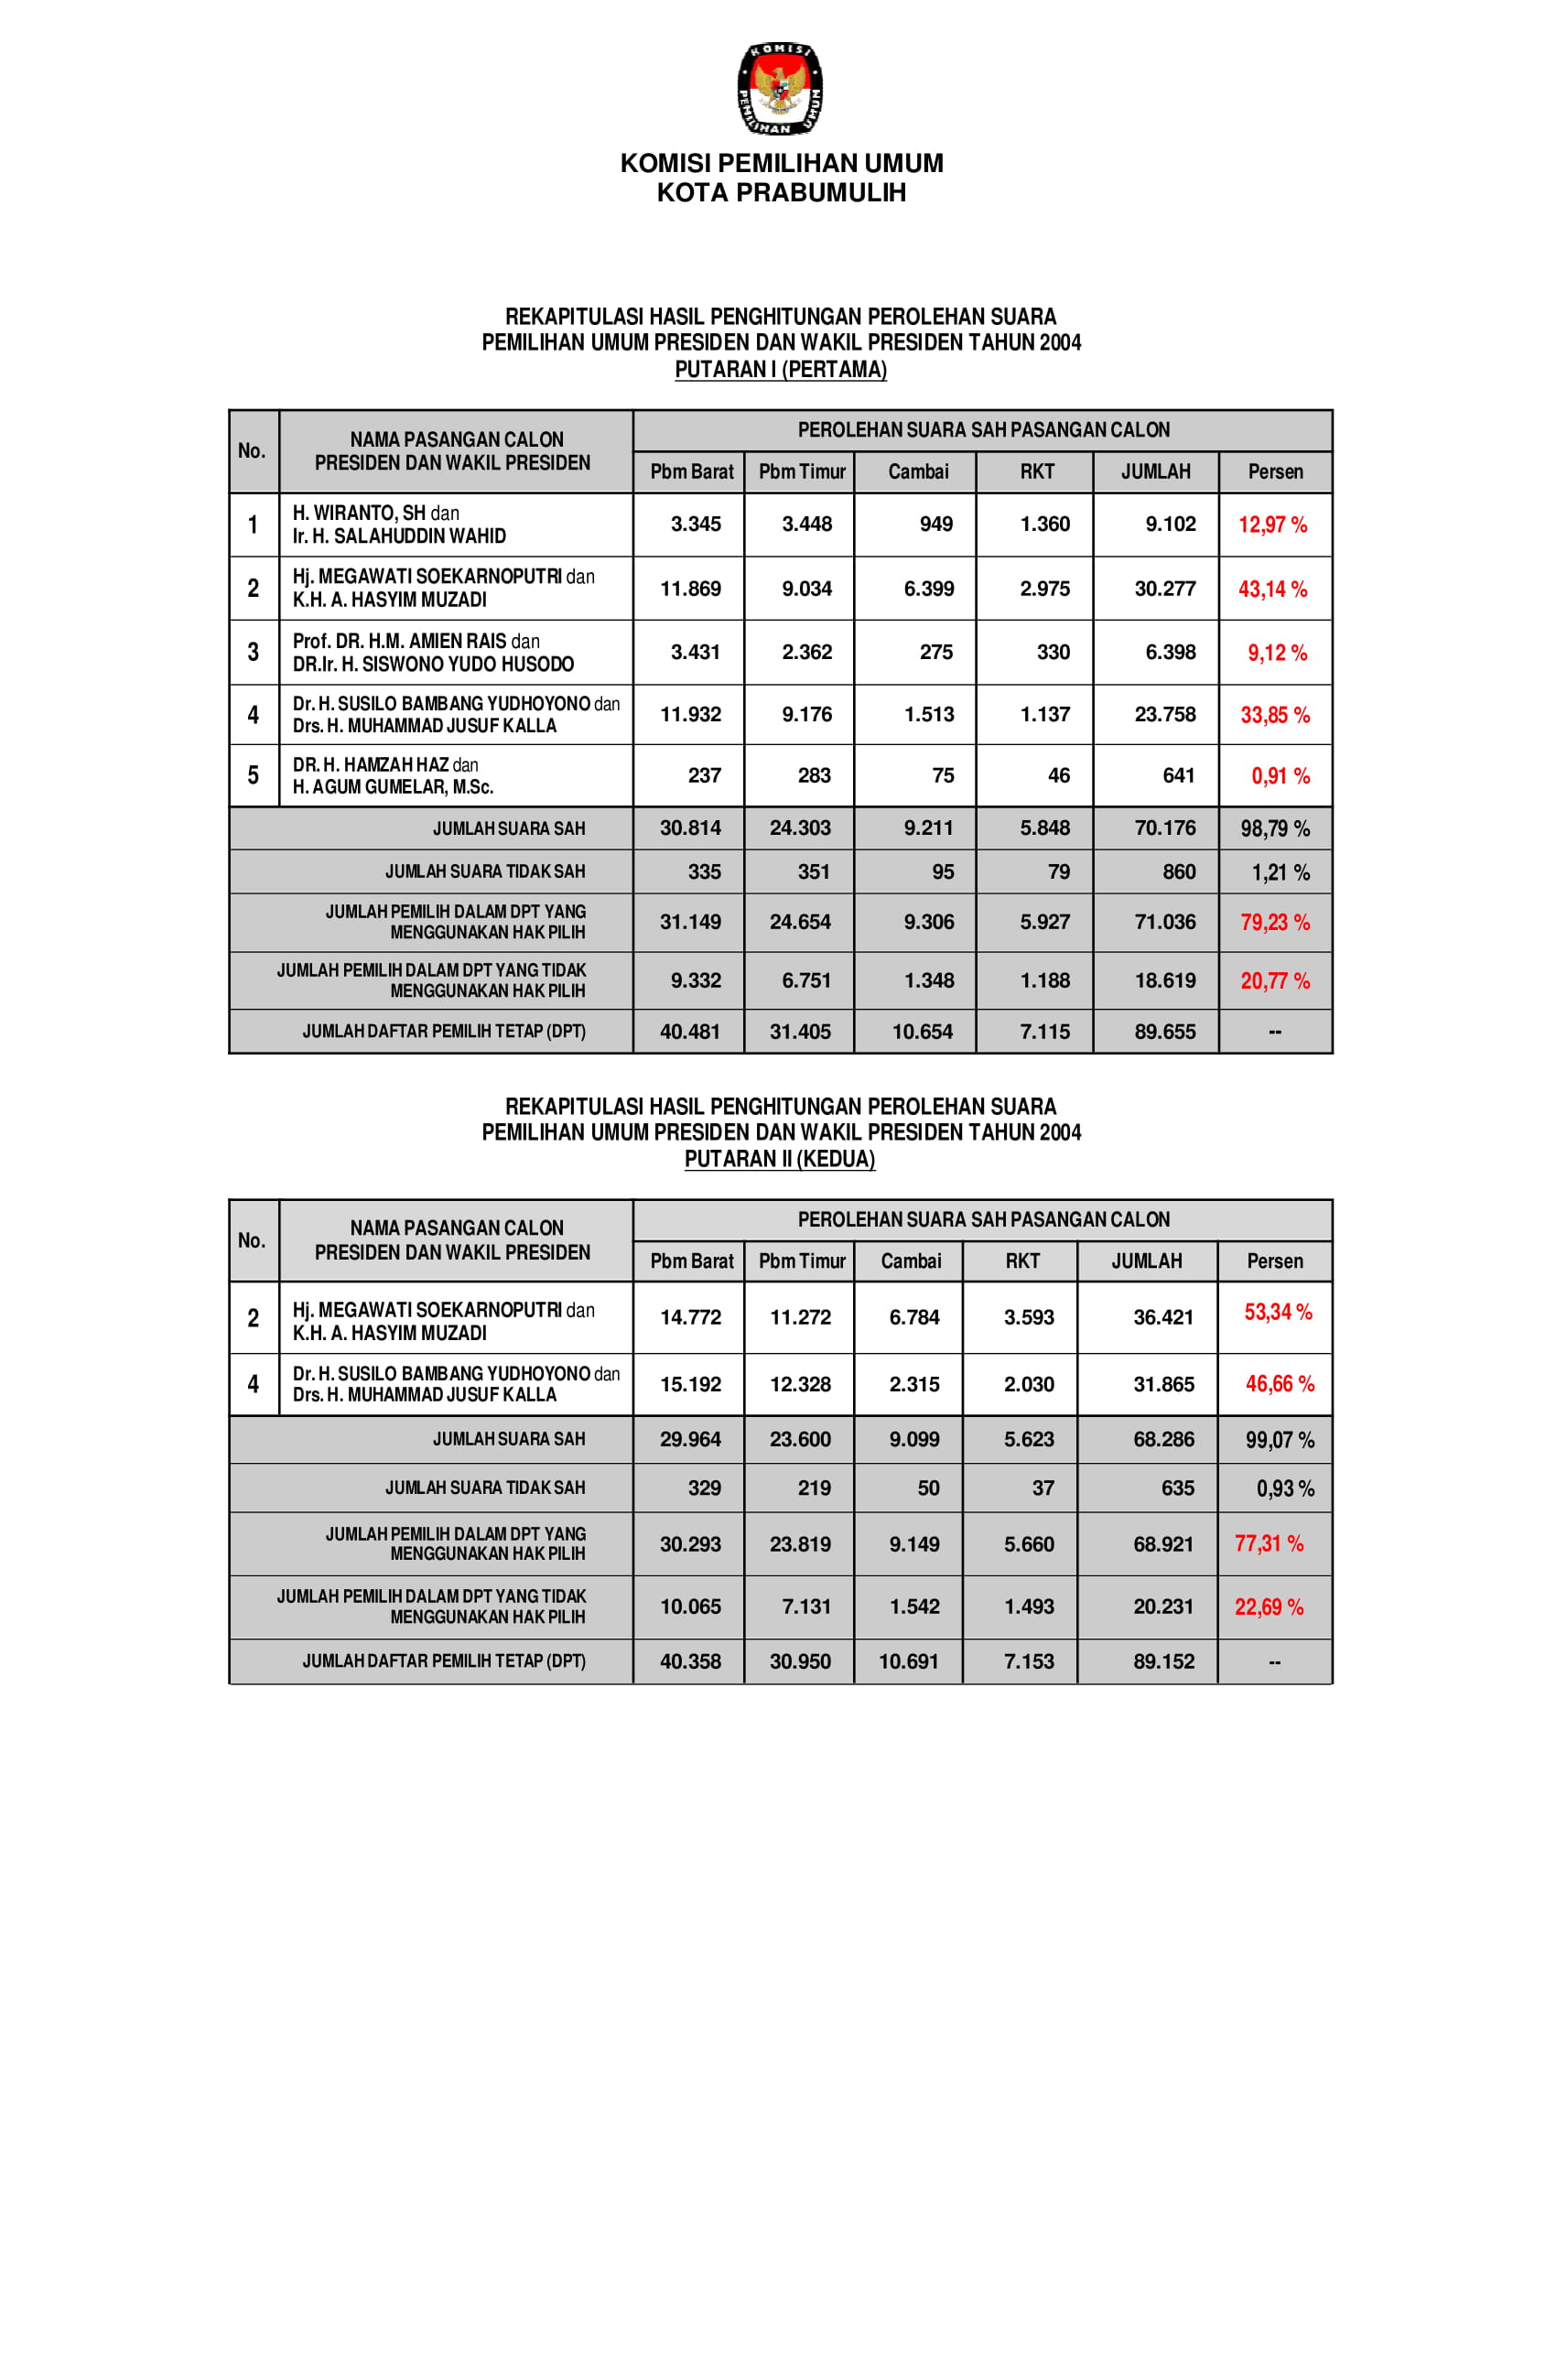 KOMISI
PEMILIHAN UMUM
KOMISI PEMILIHAN UMUM
KOTA PRABUMULIH
REKAPITULASI HASIL PENGHITUNGAN PEROLEHAN SUARA
PEMILIHAN UMUM PRESIDEN DAN WAKIL PRESIDEN TAHUN 2004
PUTARAN I (PERTAMA)
No. NAMA PASANGAN CALON PRESIDEN DAN WAKIL PRESIDEN PEROLEHAN SUARA SAH PASANGAN CALON
Pbm Barat Pbm Timur Cambai RKT JUMLAH Persen
1 H. WIRANTO, SH dan Ir. H. SALAHUDDIN WAHID 3.345 3.448 949 1.360 9.102 12,97 %
2 Hj. MEGAWATI SOEKARNOPUTRI dan K.H. A. HASYIM MUZADI 11.869 9.034 6.399 2.975 30.277 43,14 %
3 Prof. DR. H.M. AMIEN RAIS dan DR.Ir. H. SISWONO YUDO HUSODO 3.431 2.362 275 330 6.398 9,12 %
4 Dr. H. SUSILO BAMBANG YUDHOYONO dan Drs. H. MUHAMMAD JUSUF KALLA 11.932 9.176 1.513 1.137 23.758 33,85 %
5 DR. H. HAMZAH HAZ dan H. AGUM GUMELAR, M.Sc. 237 283 75 46 641 0,91 %
JUMLAH SUARA SAH 30.814 24.303 9.211 5.848 70.176 98,79 %
JUMLAH SUARA TIDAK SAH 335 351 95 79 860 1,21 %
JUMLAH PEMILIH DALAM DPT YANG MENGGUNAKAN HAK PILIH 31.149 24.654 9.306 5.927 71.036 79,23 %
JUMLAH PEMILIH DALAM DPT YANG TIDAK MENGGUNAKAN HAK PILIH 9.332 6.751 1.348 1.188 18.619 20,77 %
JUMLAH DAFTAR PEMILIH TETAP (DPT) 40.481 31.405 10.654 7.115 89.655 --
REKAPITULASI HASIL PENGHITUNGAN PEROLEHAN SUARA
PEMILIHAN UMUM PRESIDEN DAN WAKIL PRESIDEN TAHUN 2004
PUTARAN II (KEDUA)
No. NAMA PASANGAN CALON PRESIDEN DAN WAKIL PRESIDEN PEROLEHAN SUARA SAH PASANGAN CALON
Pbm Barat Pbm Timur Cambai RKT JUMLAH Persen
2 Hj. MEGAWATI SOEKARNOPUTRI dan K.H. A. HASYIM MUZADI 14.772 11.272 6.784 3.593 36.421 53,34 %
4 Dr. H. SUSILO BAMBANG YUDHOYONO dan Drs. H. MUHAMMAD JUSUF KALLA 15.192 12.328 2.315 2.030 31.865 46,66 %
JUMLAH SUARA SAH 29.964 23.600 9.099 5.623 68.286 99,07 %
JUMLAH SUARA TIDAK SAH 329 219 50 37 635 0,93 %
JUMLAH PEMILIH DALAM DPT YANG MENGGUNAKAN HAK PILIH 30.293 23.819 9.149 5.660 68.921 77,31 %
JUMLAH PEMILIH DALAM DPT YANG TIDAK MENGGUNAKAN HAK PILIH 10.065 7.131 1.542 1.493 20.231 22,69 %
JUMLAH DAFTAR PEMILIH TETAP (DPT) 40.358 30.950 10.691 7.153 89.152 --